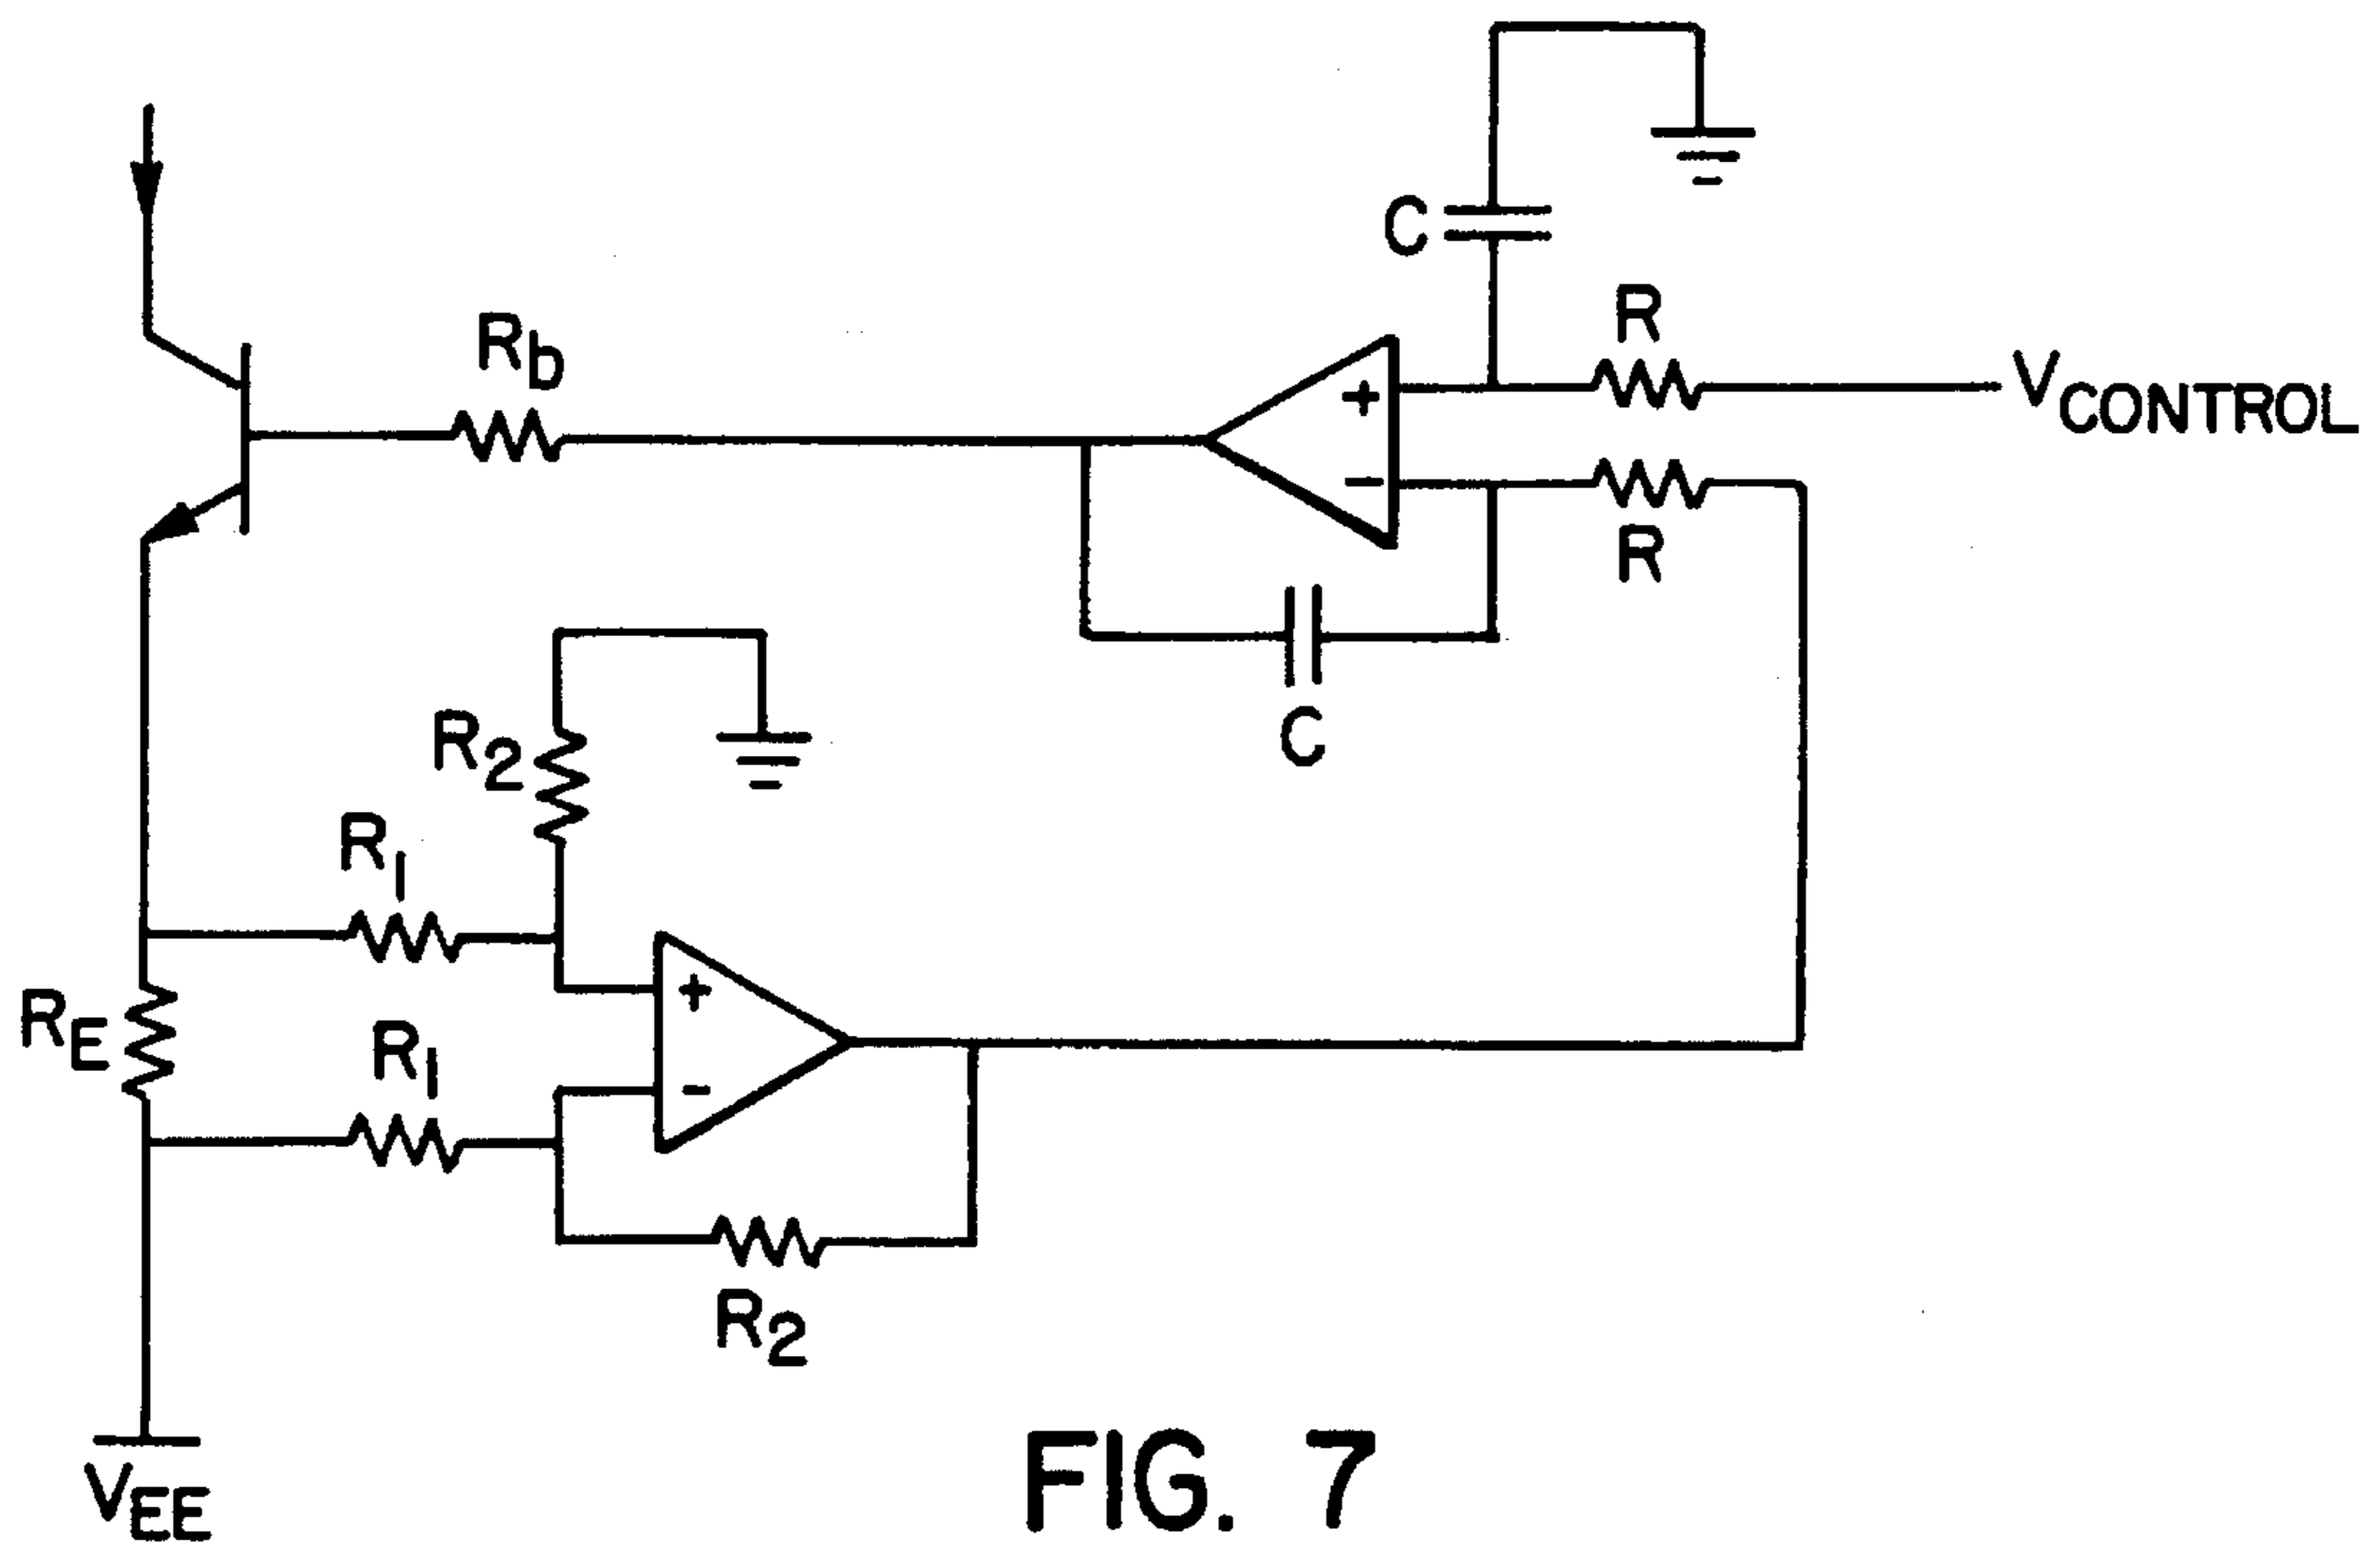 C
R
VCONTROL
Rb
+
-
R
C
R2
R1
RE
+
R1
-
R2
VEE
FIG. 7